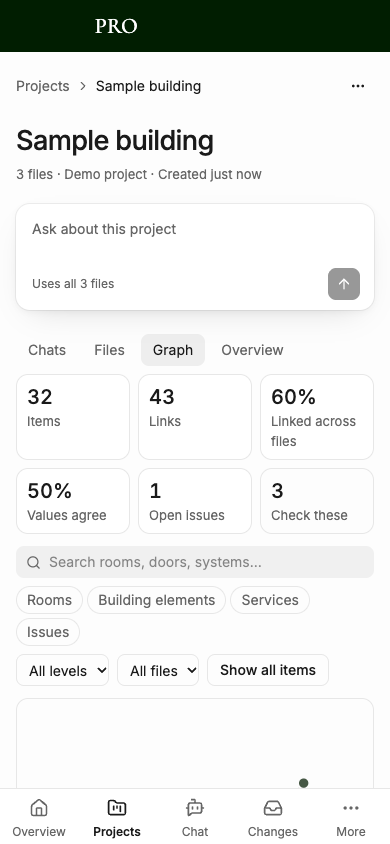 PRO
Projects > Sample building
Sample building
3 files · Demo project · Created just now
Ask about this project
Uses all 3 files
Chats Files Graph Overview
32 43 60%
Items Links Linked across
files
50% 1 3
Values agree Open Issues Check these
Search rooms, doors, systems...
Rooms Building elements Services
Issues
All levels All files Show all items
Overview Projects Chat Changes More